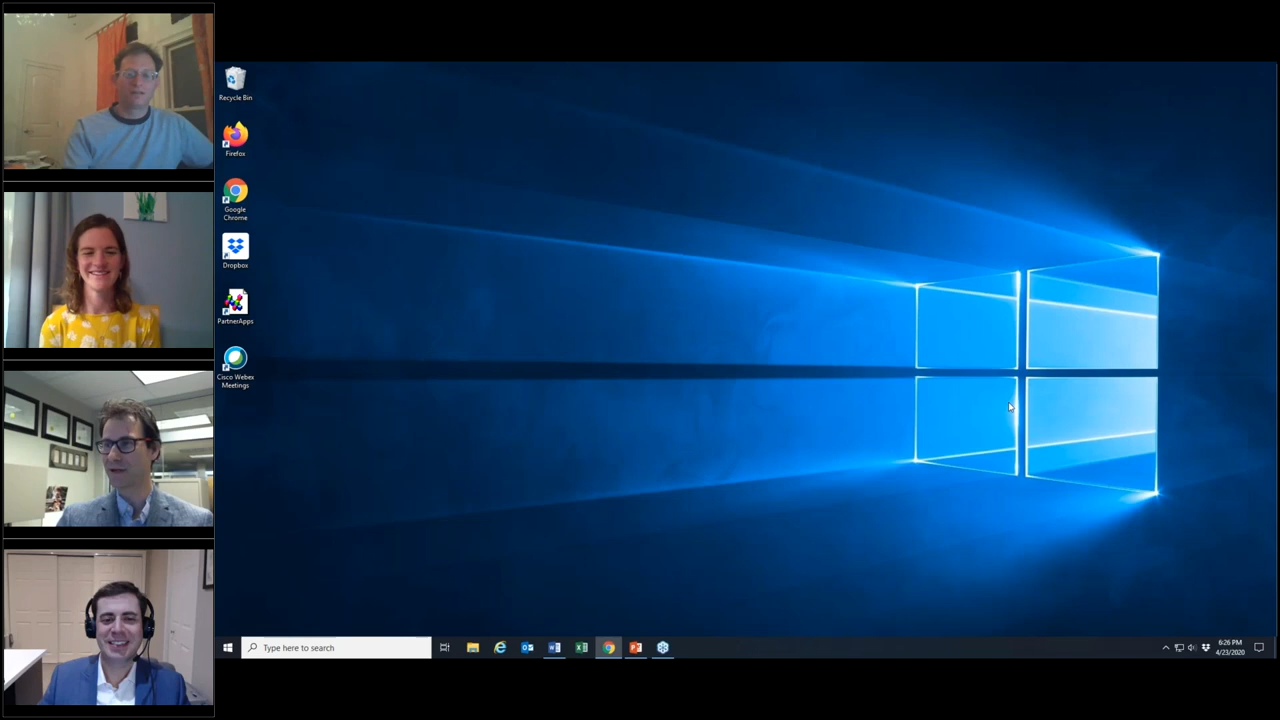 Recycle Bin
Firefox
Google
Chrome
Dropbox
PartnerApps
Cisco Webex
Meetings
Type here to search
6:26 PM
4/23/2020